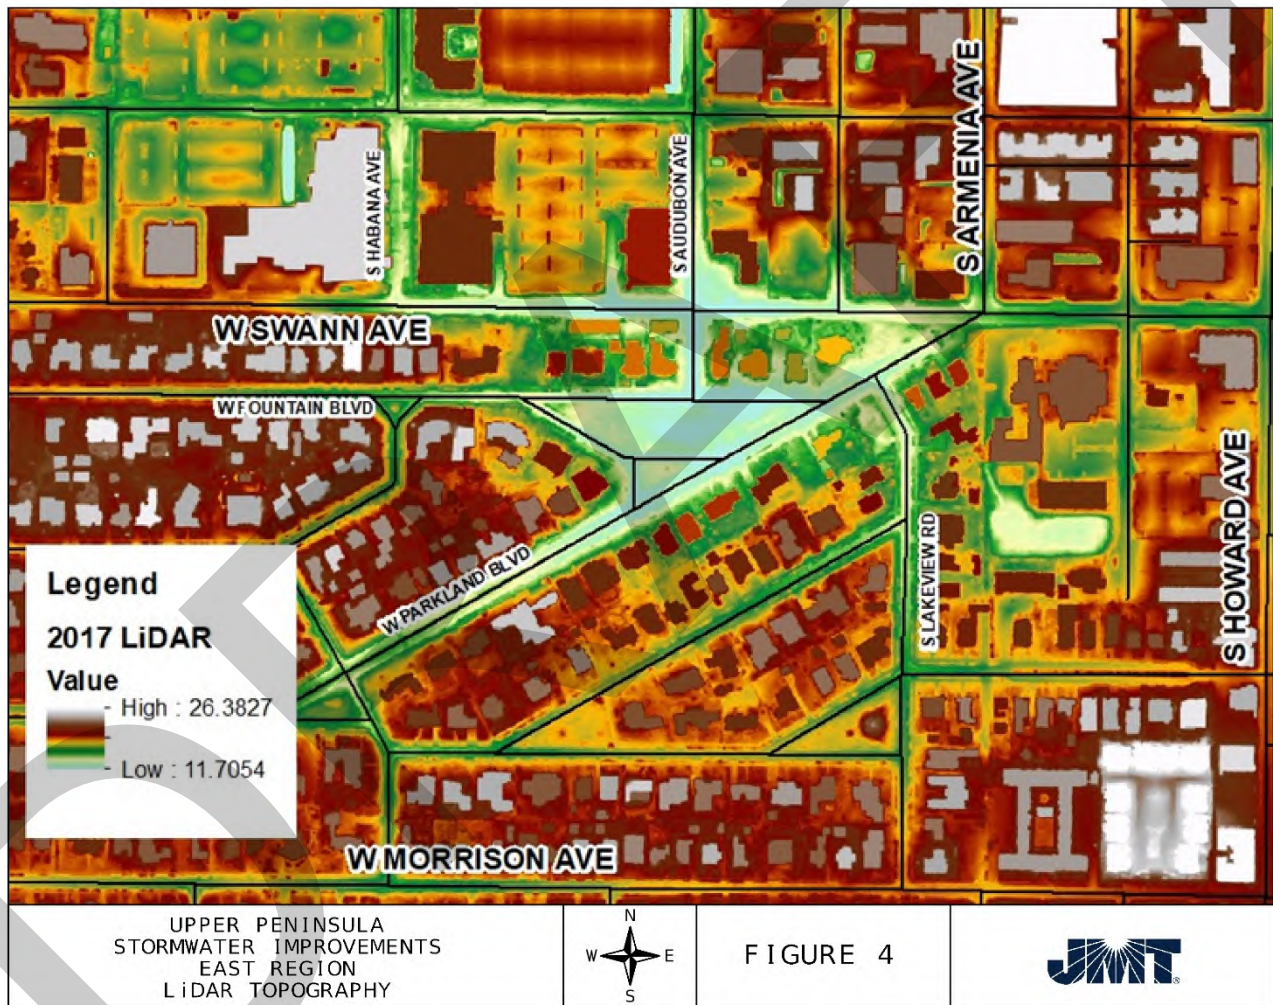 S HABANA AVE
S AUDUBON AVE
S ARMENIA AVE
W SWANN AVE
W FOUNTAIN BLVD
W PARKLAND BLVD
S LAKEVIEW RD
S HOWARD AVE
Legend
2017 LiDAR
Value
High : 26.3827
Low : 11.7054
W MORRISON AVE
UPPER PENINSULA
STORMWATER IMPROVEMENTS
EAST REGION
LiDAR TOPOGRAPHY
N
W E
S
FIGURE 4
JMT